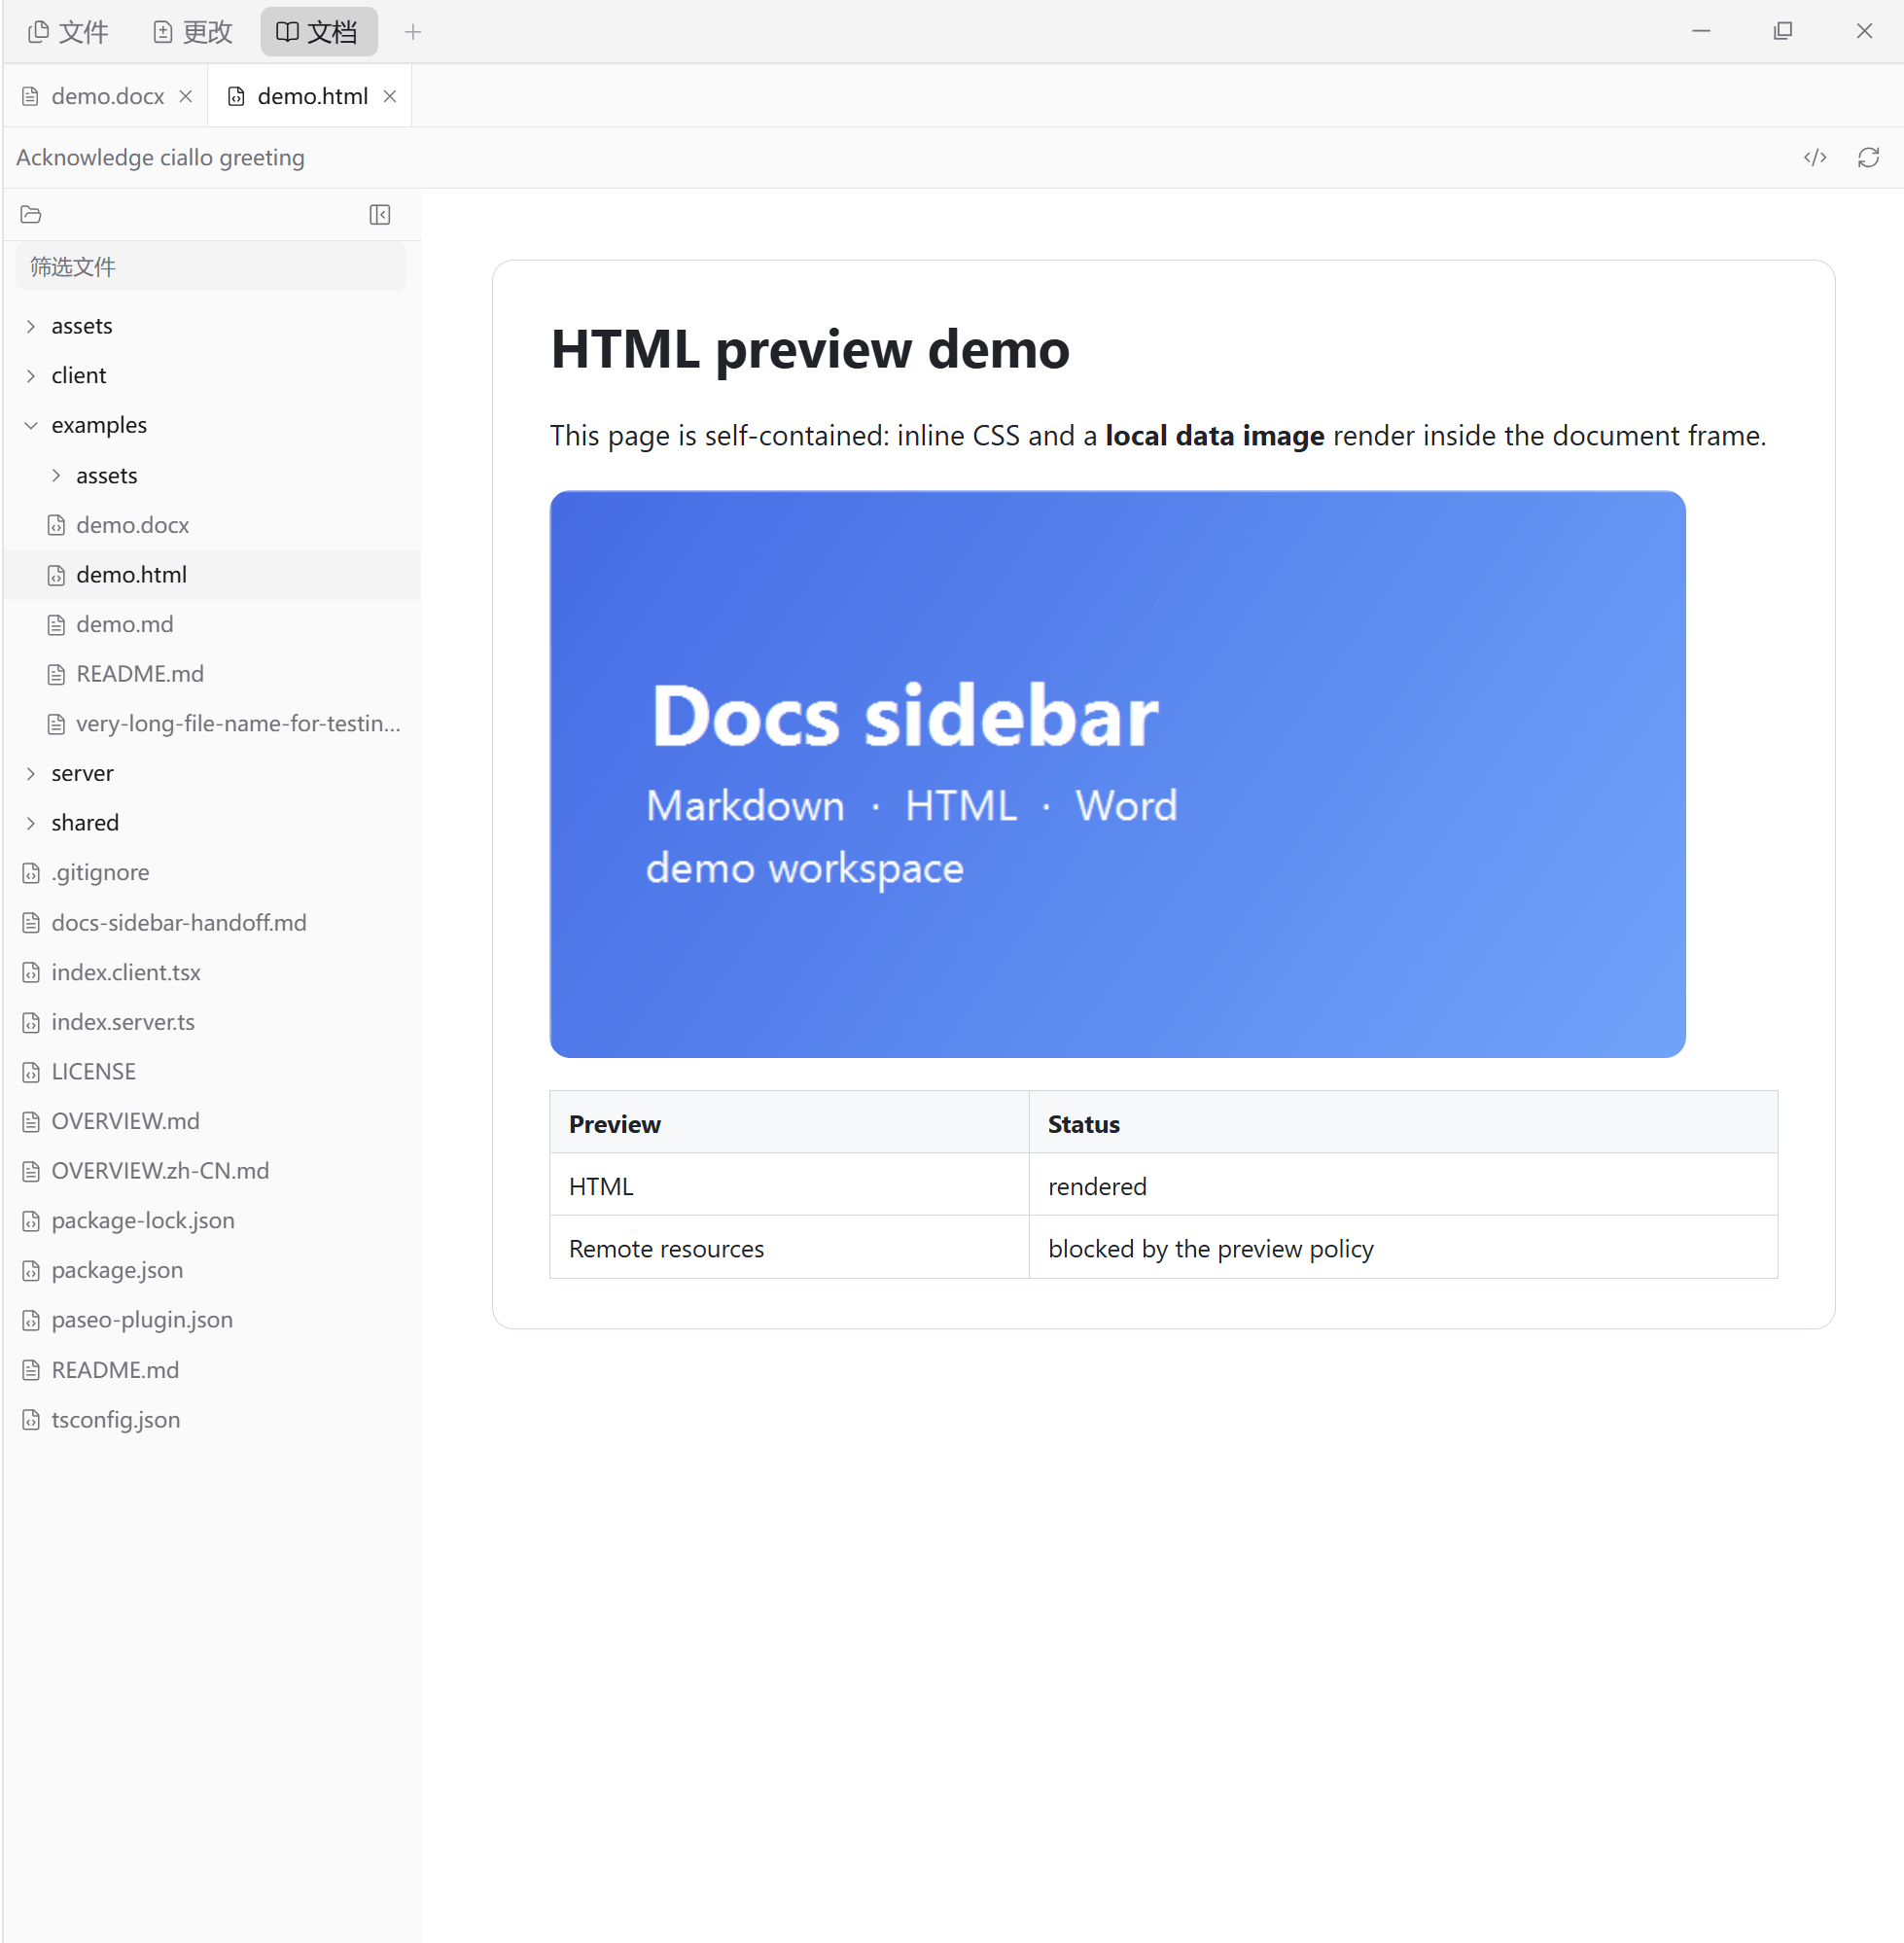 文件 更改 文档
demo.docx demo.html
Acknowledge ciallo greeting
筛选文件
assets
client
examples
assets
demo.docx
demo.html
demo.md
README.md
very-long-file-name-for-testin...
server
shared
.gitignore
docs-sidebar-handoff.md
index.client.tsx
index.server.ts
LICENSE
OVERVIEW.md
OVERVIEW.zh-CN.md
package-lock.json
package.json
paseo-plugin.json
README.md
tsconfig.json
HTML preview demo
This page is self-contained: inline CSS and a local data image render inside the document frame.
Docs sidebar
Markdown · HTML · Word
demo workspace
Preview Status
HTML rendered
Remote resources blocked by the preview policy